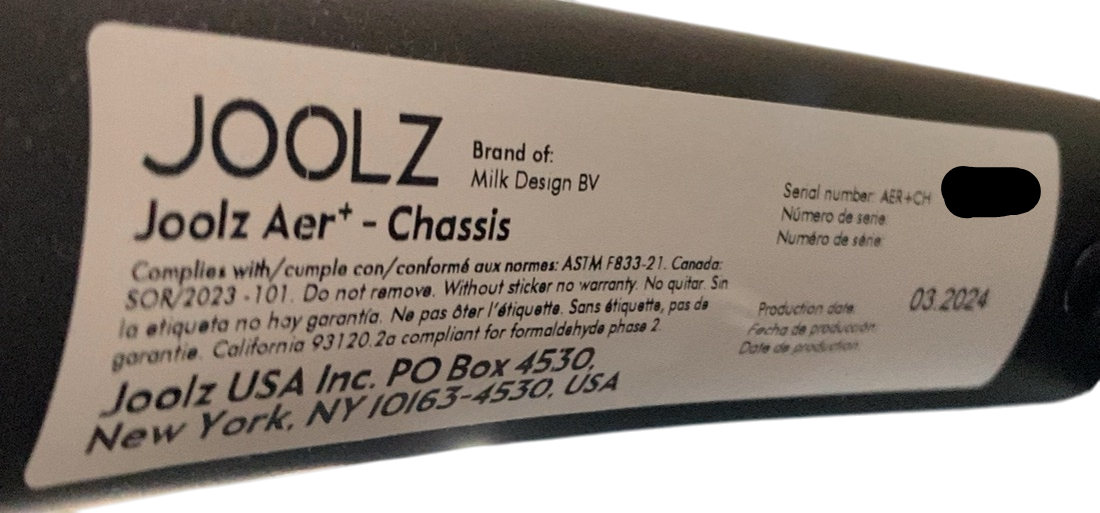 JOOLZ
Brand of:
Milk Design BV
Joolz Aer⁺ - Chassis
Complies with/cumple con/conformé aux normes: ASTM F833-21. Canada:
SOR/2023 -101. Do not remove. Without sticker no warranty. No quitar. Sin
la etiqueta no hay garantía. Ne pas ôter l'étiquette. Sans étiquette, pas de
garantie. California 93120.2a compliant for formaldehyde phase 2.
Joolz USA Inc. PO Box 4530,
New York, NY 10163-4530, USA
Serial number: AER+CH
Número de serie:
Numéro de série:
Production date: 03.2024
Fecha de producción:
Date de production: